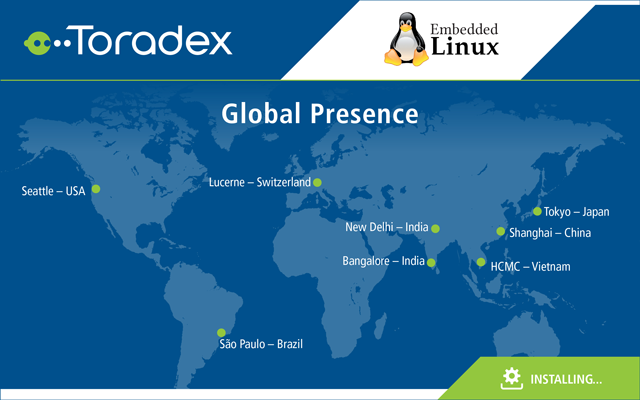 Toradex
Embedded
Linux
Global Presence
Seattle – USA
Lucerne – Switzerland
New Delhi – India
Tokyo – Japan
Shanghai – China
Bangalore – India
HCMC – Vietnam
São Paulo – Brazil
INSTALLING...